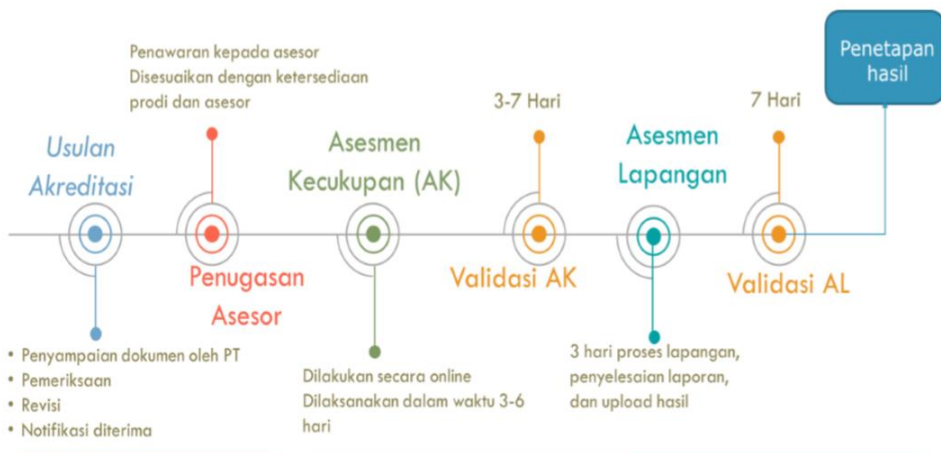 Usulan
Akreditasi
• Penyampaian dokumen oleh PT
• Pemeriksaan
• Revisi
• Notifikasi diterima
Penawaran kepada asesor
Disesuaikan dengan ketersediaan
prodi dan asesor
Penugasan
Asesor
Asesmen
Kecukupan (AK)
Dilakukan secara online
Dilaksanakan dalam waktu 3-6
hari
3-7 Hari
Validasi AK
Asesmen
Lapangan
3 hari proses lapangan,
penyelesaian laporan,
dan upload hasil
7 Hari
Validasi AL
Penetapan
hasil